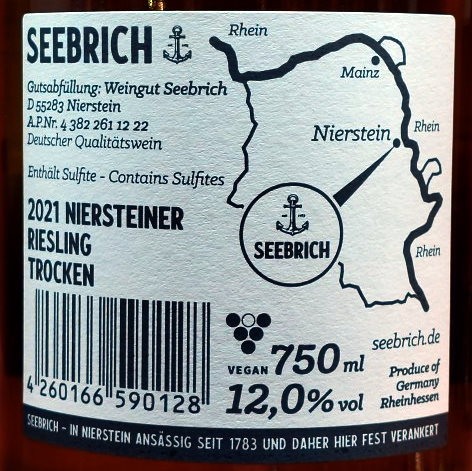 SEEBRICH
Rhein
Gutsabfüllung: Weingut Seebrich
D 55283 Nierstein
A.P.Nr. 4 382 261 12 22
Deutscher Qualitätswein
Mainz
Nierstein
Rhein
Enthält Sulfite - Contains Sulfites
2021 NIERSTEINER
RIESLING
TROCKEN
SEEBRICH
Rhein
4 260166 590128
VEGAN 750 ml
12,0% vol
seebrich.de
Produce of
Germany
Rheinhessen
SEEBRICH - IN NIERSTEIN ANSÄSSIG SEIT 1783 UND DAHER HIER FEST VERANKERT